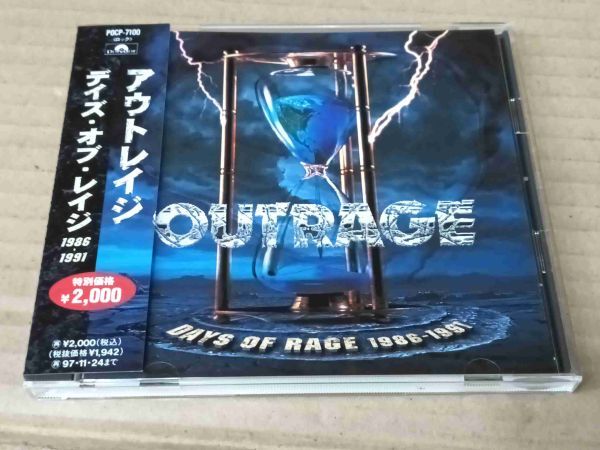 POCP-7100
〈ロック〉
polydor
アウトレイジ
デイズ・オブ・レイジ
1986
1991
特別価格
¥2,000
¥2,000(税込)
(税抜価格¥1,942)
97・11・24まで
OUTRAGE
DAYS OF RAGE 1986-1991